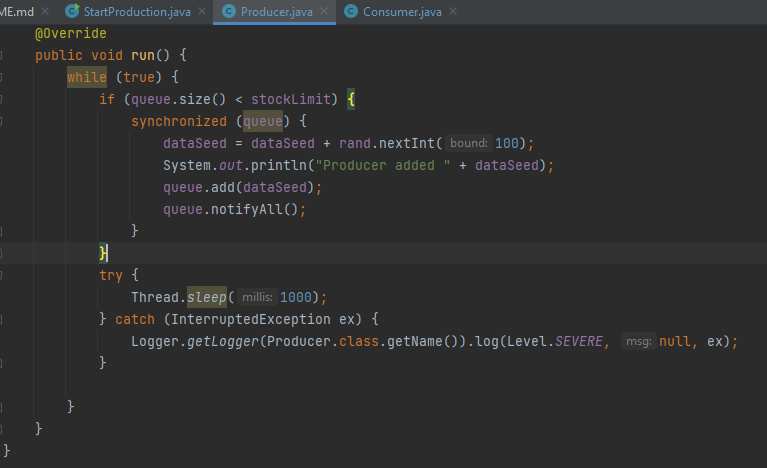 ME.md StartProduction.java Producer.java Consumer.java
@Override
public void run() {
while (true) {
if (queue.size() < stockLimit) {
synchronized (queue) {
dataSeed = dataSeed + rand.nextInt( bound: 100);
System.out.println("Producer added " + dataSeed);
queue.add(dataSeed);
queue.notifyAll();
}
}
try {
Thread.sleep( millis: 1000);
} catch (InterruptedException ex) {
Logger.getLogger(Producer.class.getName()).log(Level.SEVERE, msg: null, ex);
}
}
}
}